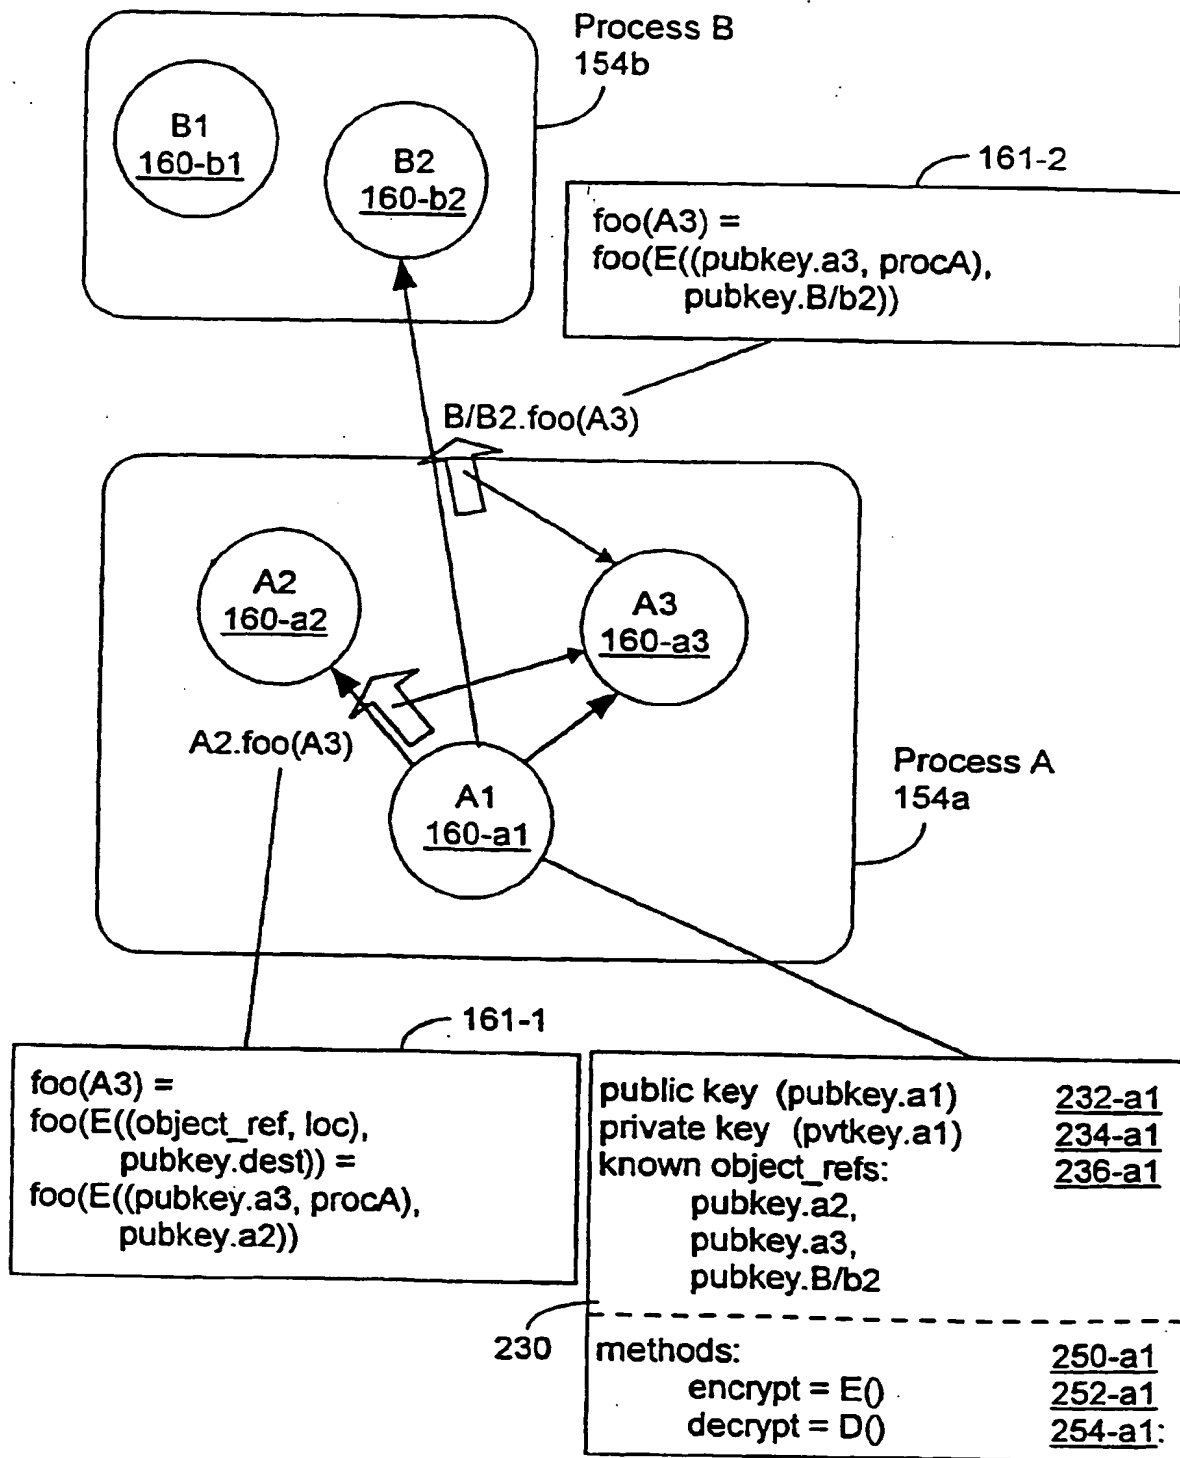 Process B
154b
B1
160-b1
B2
160-b2
161-2
foo(A3) =
foo(E((pubkey.a3, procA),
pubkey.B/b2))
B/B2.foo(A3)
A2
160-a2
A3
160-a3
A2.foo(A3)
A1
160-a1
Process A
154a
161-1
foo(A3) =
foo(E((object_ref, loc),
pubkey.dest)) =
foo(E((pubkey.a3, procA),
pubkey.a2))
public key (pubkey.a1) 232-a1
private key (pvtkey.a1) 234-a1
known object_refs: 236-a1
pubkey.a2,
pubkey.a3,
pubkey.B/b2
230
methods: 250-a1
encrypt = E() 252-a1
decrypt = D() 254-a1: